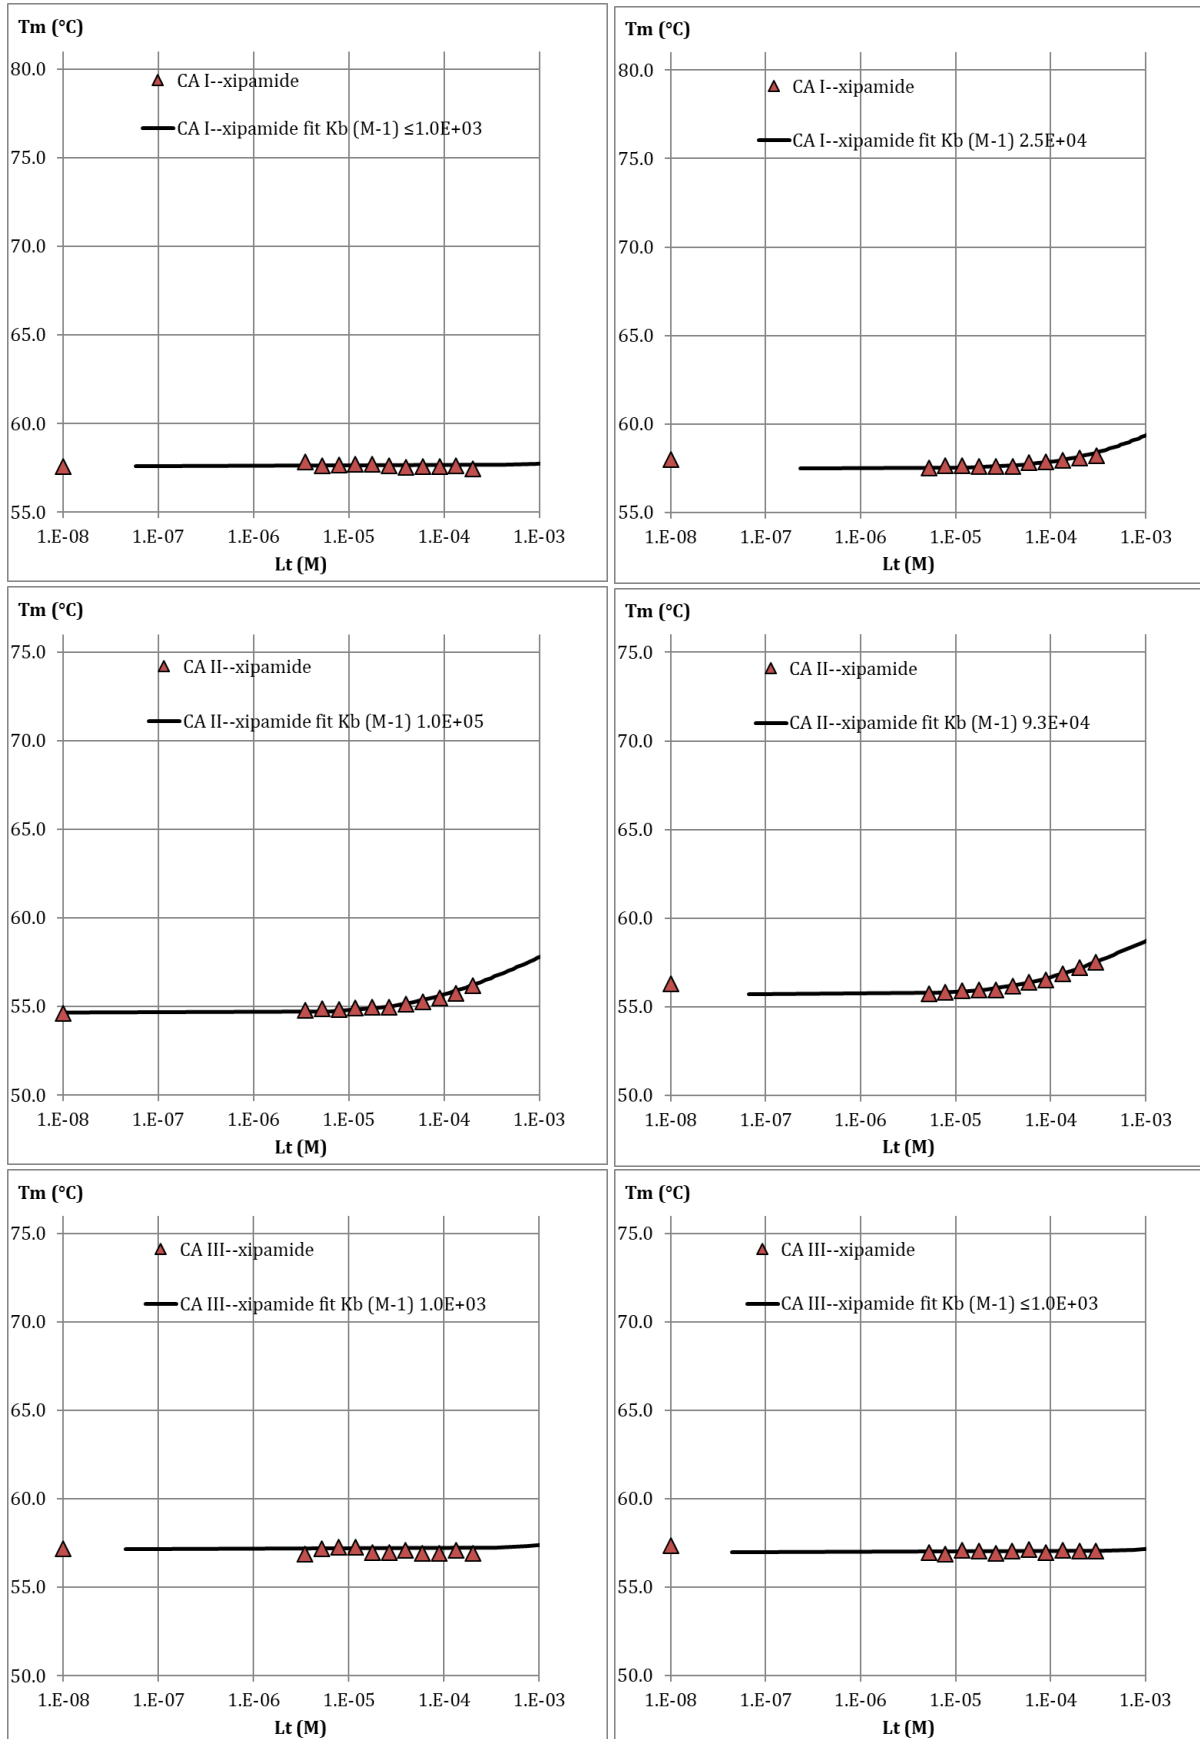 Tm (°C)
80.0
75.0
70.0
65.0
60.0
55.0
CA I--xipamide
CA I--xipamide fit Kb (M-1) ≤1.0E+03
1.E-08 1.E-07 1.E-06 1.E-05 1.E-04 1.E-03
Lt (M)
Tm (°C)
80.0
75.0
70.0
65.0
60.0
55.0
CA I--xipamide
CA I--xipamide fit Kb (M-1) 2.5E+04
1.E-08 1.E-07 1.E-06 1.E-05 1.E-04 1.E-03
Lt (M)
Tm (°C)
75.0
70.0
65.0
60.0
55.0
50.0
CA II--xipamide
CA II--xipamide fit Kb (M-1) 1.0E+05
1.E-08 1.E-07 1.E-06 1.E-05 1.E-04 1.E-03
Lt (M)
Tm (°C)
75.0
70.0
65.0
60.0
55.0
50.0
CA II--xipamide
CA II--xipamide fit Kb (M-1) 9.3E+04
1.E-08 1.E-07 1.E-06 1.E-05 1.E-04 1.E-03
Lt (M)
Tm (°C)
75.0
70.0
65.0
60.0
55.0
50.0
CA III--xipamide
CA III--xipamide fit Kb (M-1) 1.0E+03
1.E-08 1.E-07 1.E-06 1.E-05 1.E-04 1.E-03
Lt (M)
Tm (°C)
75.0
70.0
65.0
60.0
55.0
50.0
CA III--xipamide
CA III--xipamide fit Kb (M-1) ≤1.0E+03
1.E-08 1.E-07 1.E-06 1.E-05 1.E-04 1.E-03
Lt (M)